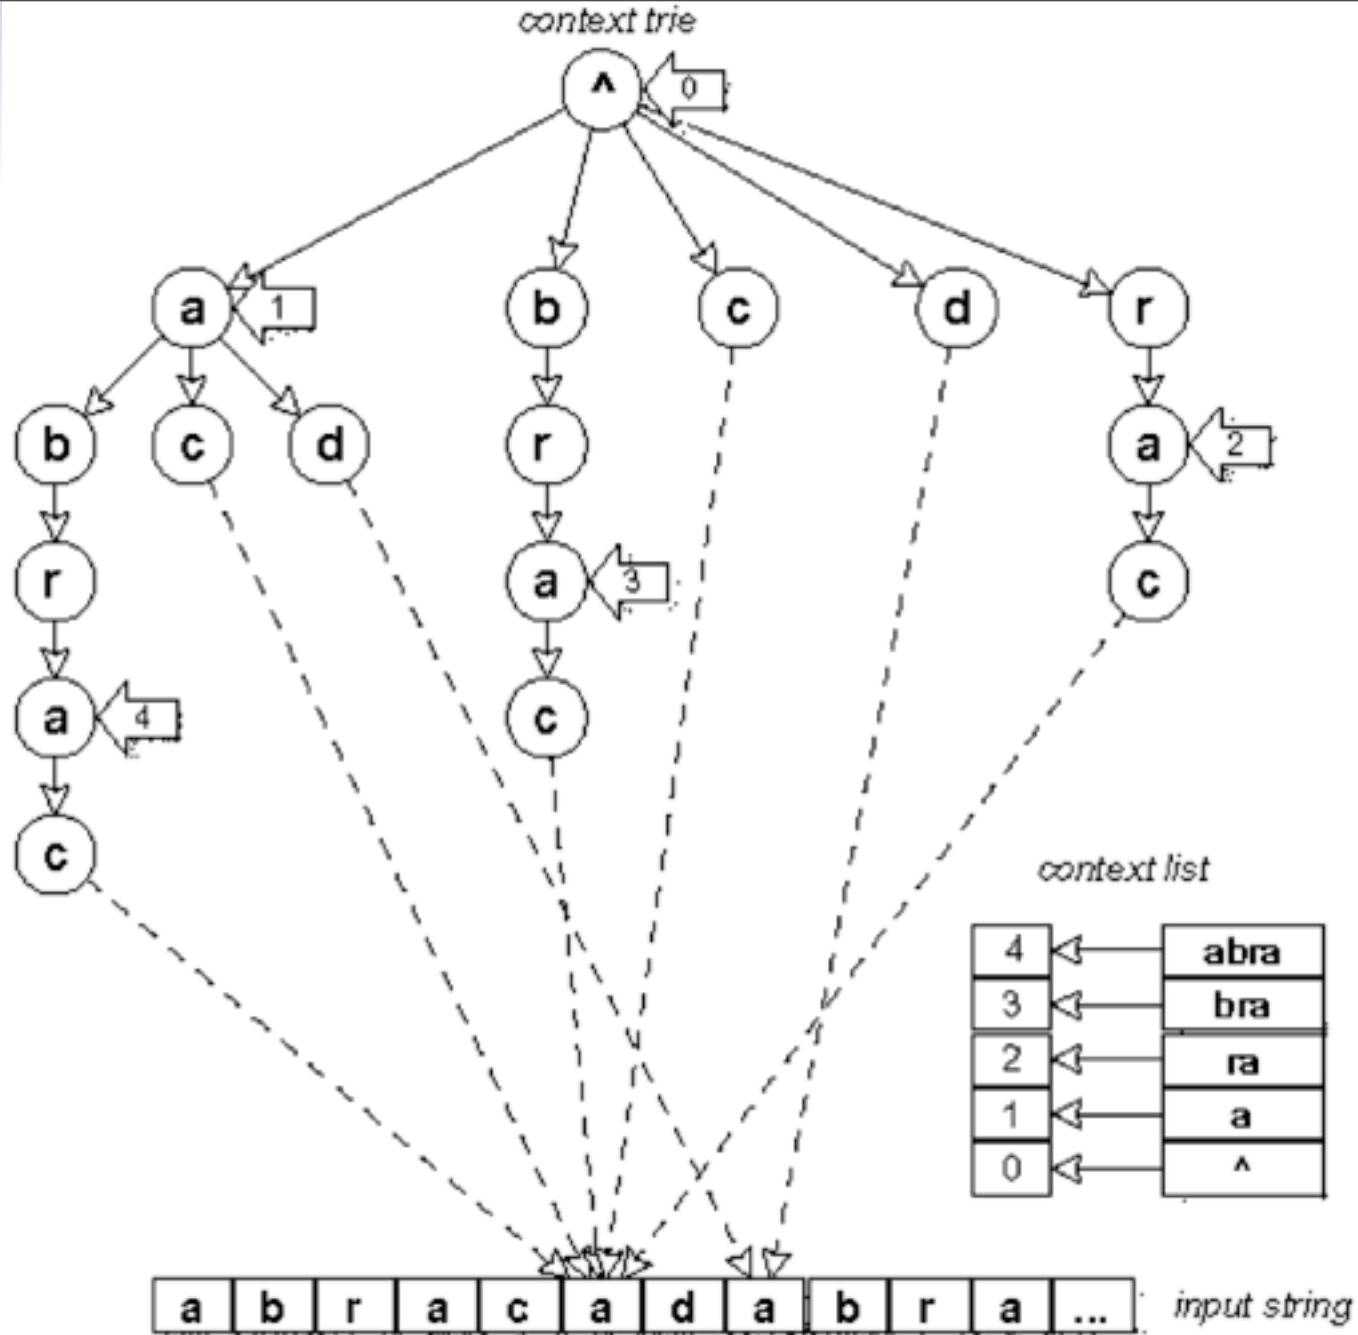 context trie
^ 0
a 1 b c d r
b c d r a 2
r a 3 c
a 4 c
c
context list
4 abra
3 bra
2 ra
1 a
0 ^
a b r a c a d a b r a ... input string